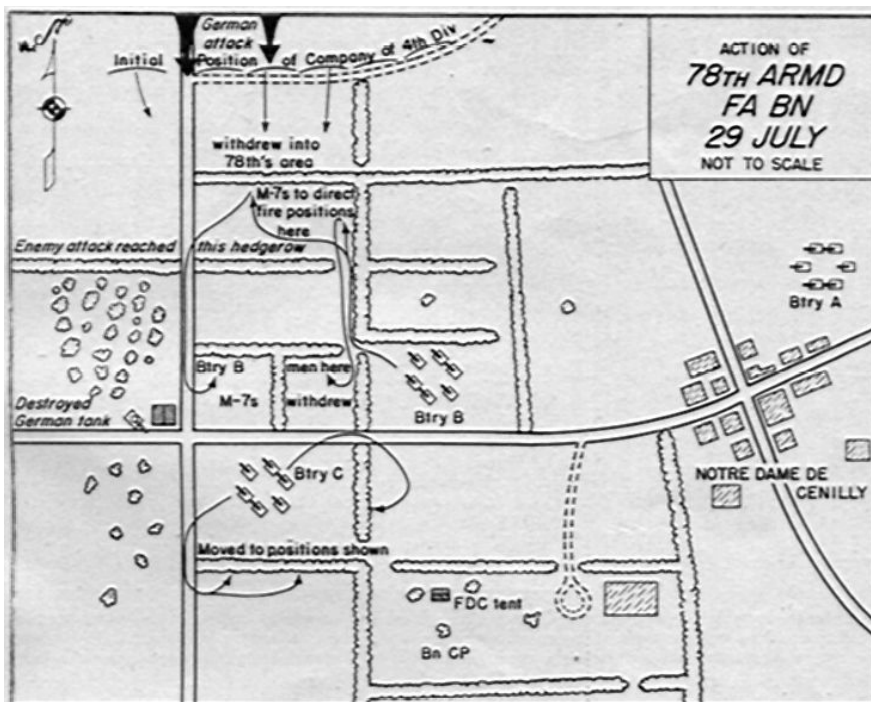 German
attack
Initial Position of Company of 4th Div
ACTION OF
78TH ARMD
FA BN
29 JULY
NOT TO SCALE
withdrew into
78th's area
M-7s to direct
fire positions
here
Enemy attack reached this hedgerow
Btry A
Btry B men here
M-7s withdrew
Btry B
Destroyed
German tank
Btry C
NOTRE DAME DE
CENILLY
Moved to positions shown
FDC tent
Bn CP